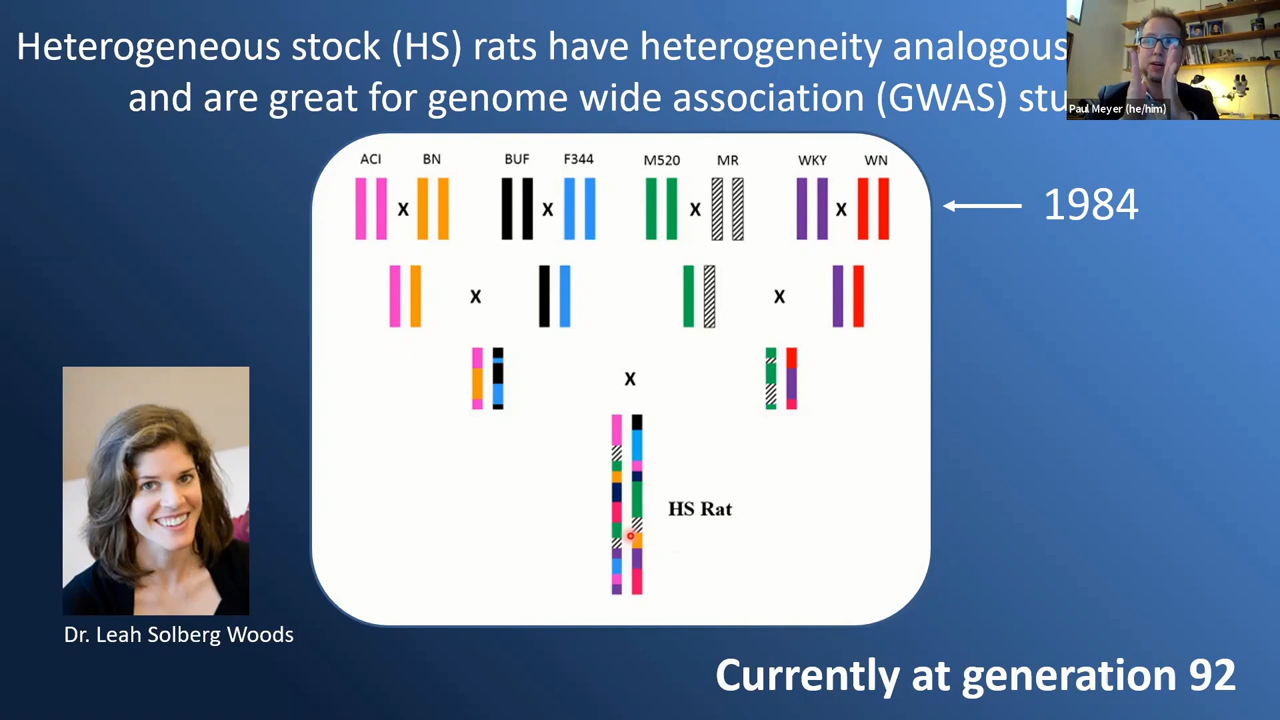 Heterogeneous stock (HS) rats have heterogeneity analogous
and are great for genome wide association (GWAS) stu
Paul Meyer (he/him)
ACI BN BUF F344 M520 MR WKY WN
X X X X
1984
X X
X
HS Rat
Dr. Leah Solberg Woods
Currently at generation 92